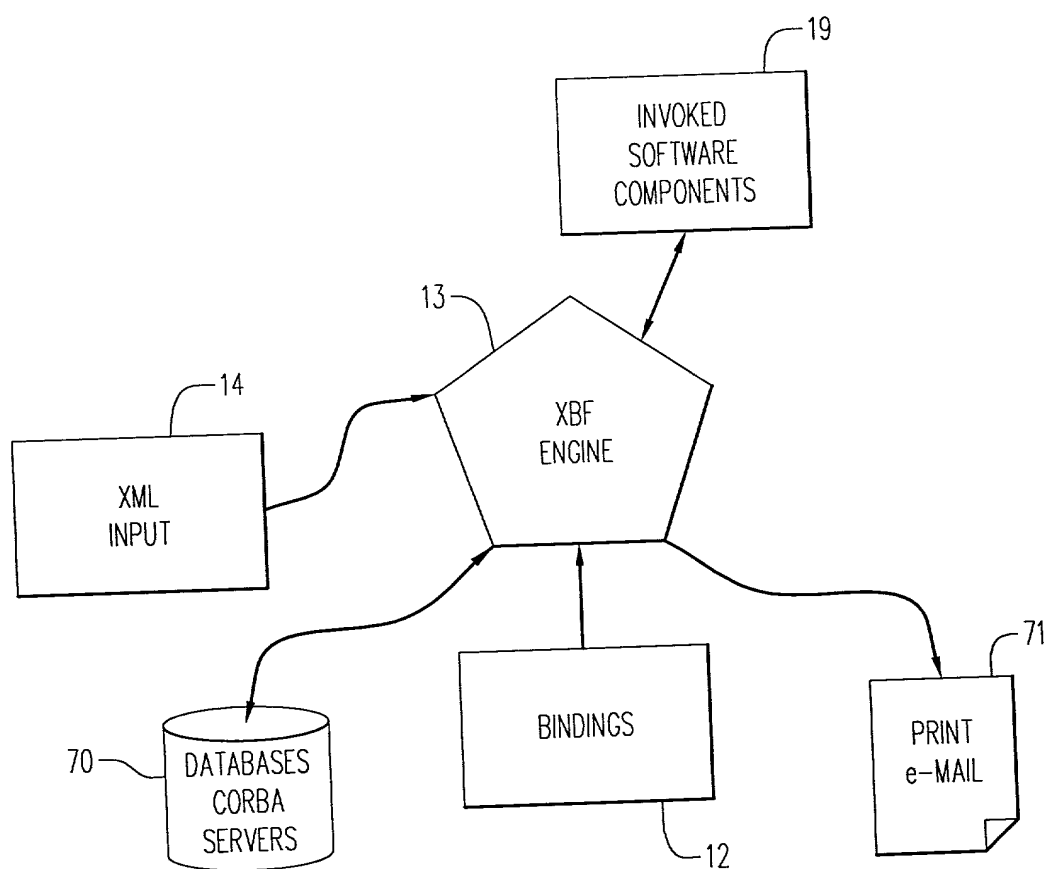 19
INVOKED
SOFTWARE
COMPONENTS
13
XBF
ENGINE
14
XML
INPUT
71
PRINT
e-MAIL
BINDINGS
12
70
DATABASES
CORBA
SERVERS